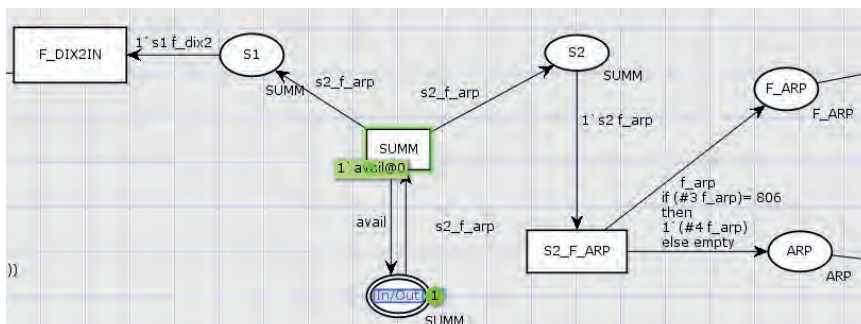 F_DIX2IN
1`s1 f_dix2
S1
SUMM
s2_f_arp
s2_f_arp
S2
SUMM
F_ARP
F_ARP
1`s2 f_arp
SUMM
1`avail@0
avail
s2_f_arp
f_arp
if (#3 f_arp)= 806
then
1`(#4 f_arp)
else empty
S2_F_ARP
ARP
ARP
))
In/Out
1
SUMM